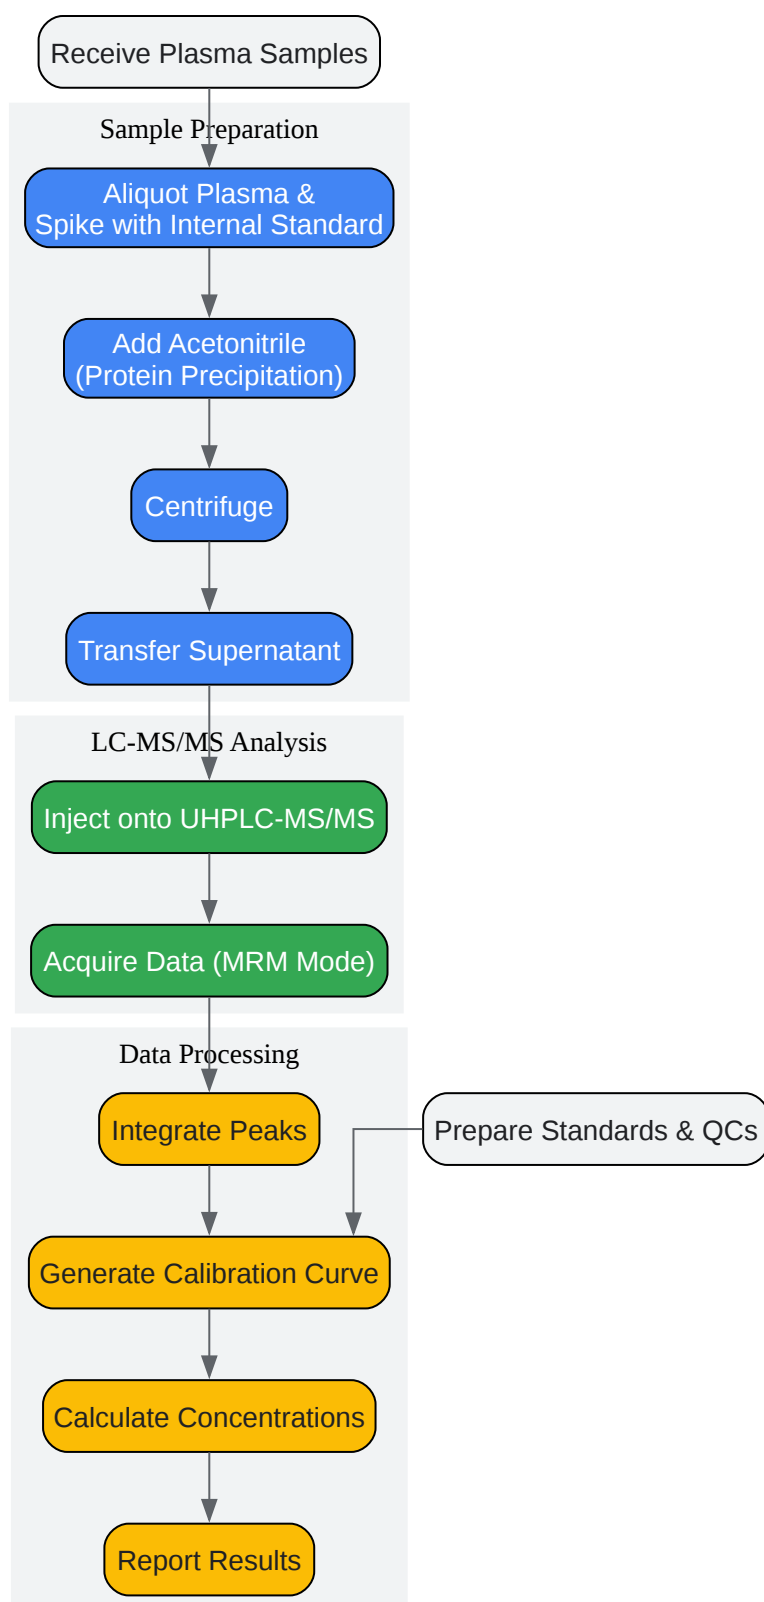 Receive Plasma Samples
Sample Preparation
Aliquot Plasma &
Spike with Internal Standard
Add Acetonitrile
(Protein Precipitation)
Centrifuge
Transfer Supernatant
LC-MS/MS Analysis
Inject onto UHPLC-MS/MS
Acquire Data (MRM Mode)
Data Processing
Integrate Peaks
Prepare Standards & QCs
Generate Calibration Curve
Calculate Concentrations
Report Results